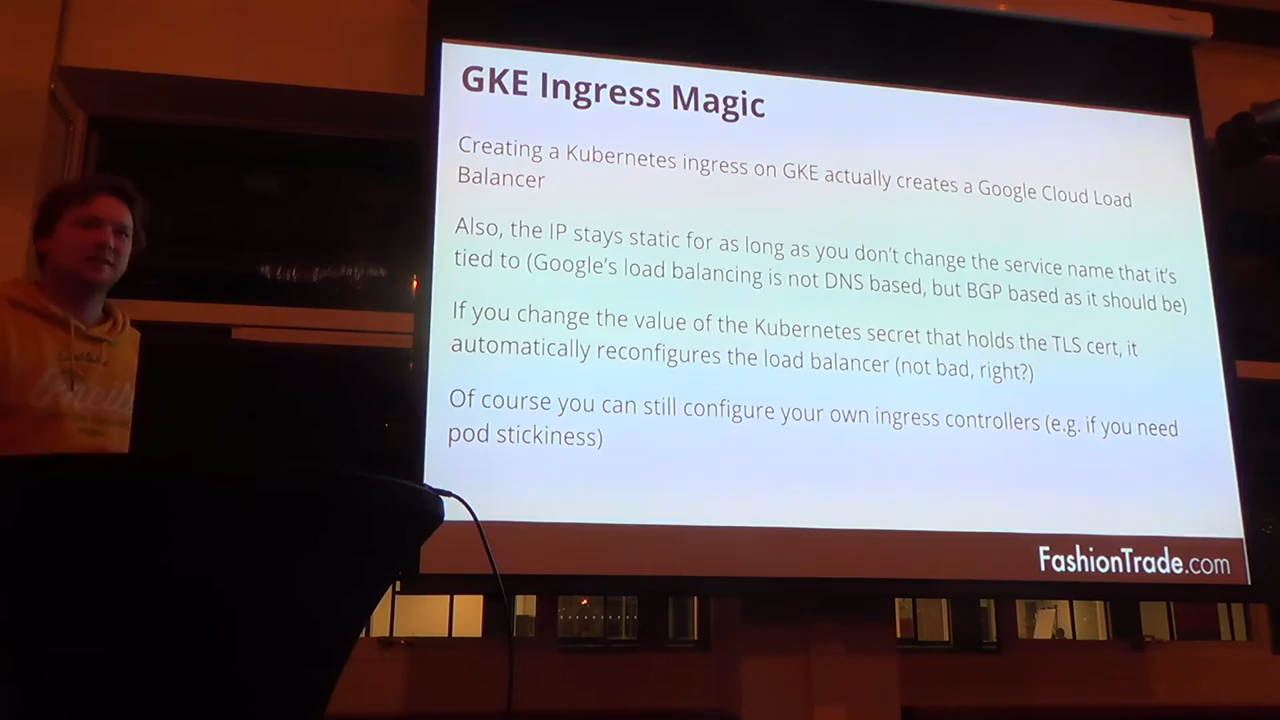 GKE Ingress Magic
Creating a Kubernetes ingress on GKE actually creates a Google Cloud Load
Balancer
Also, the IP stays static for as long as you don't change the service name that it's
tied to (Google's load balancing is not DNS based, but BGP based as it should be)
If you change the value of the Kubernetes secret that holds the TLS cert, it
automatically reconfigures the load balancer (not bad, right?)
Of course you can still configure your own ingress controllers (e.g. if you need
pod stickiness)
FashionTrade.com